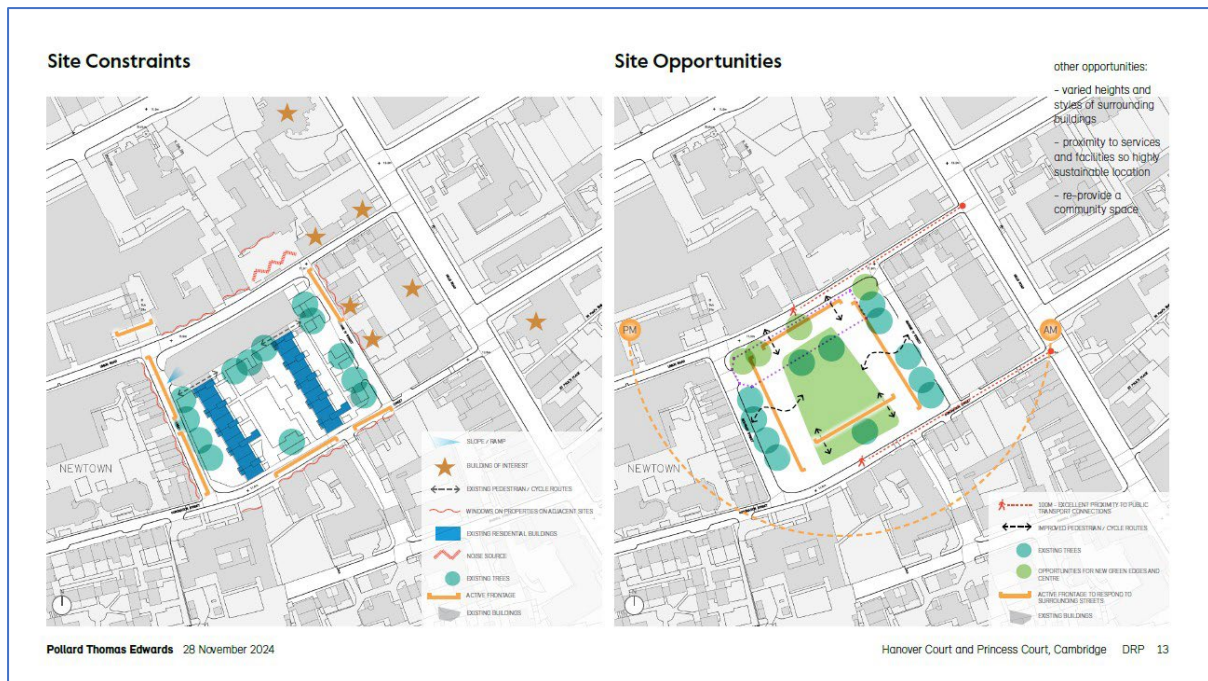 Site Constraints
Site Opportunities
other opportunities:
- varied heights and
styles of surrounding
buildings
- proximity to services
and facilities so highly
sustainable location
- re-provide a
community space
NEWTOWN
SLOPE / RAMP
BUILDING OF INTEREST
EXISTING PEDESTRIAN / CYCLE ROUTES
WINDOWS ON PROPERTIES ON ADJACENT SITES
EXISTING RESIDENTIAL BUILDINGS
NOISE SOURCE
EXISTING TREES
ACTIVE FRONTAGE
EXISTING BUILDINGS
PM
AM
NEWTOWN
EXCELLENT PROXIMITY TO PUBLIC
TRANSPORT CONNECTIONS
IMPROVED PEDESTRIAN / CYCLE ROUTES
EXISTING TREES
OPPORTUNITIES FOR NEW GREEN EDGES AND
CENTRE
ACTIVE FRONTAGE TO RESPOND TO
SURROUNDING STREETS
EXISTING BUILDINGS
Pollard Thomas Edwards 28 November 2024
Hanover Court and Princess Court, Cambridge DRP 13